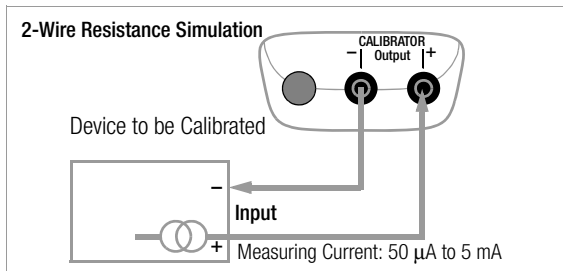 2-Wire Resistance Simulation
CALIBRATOR
– Output +
Device to be Calibrated
–
Input
+
Measuring Current: 50 µA to 5 mA